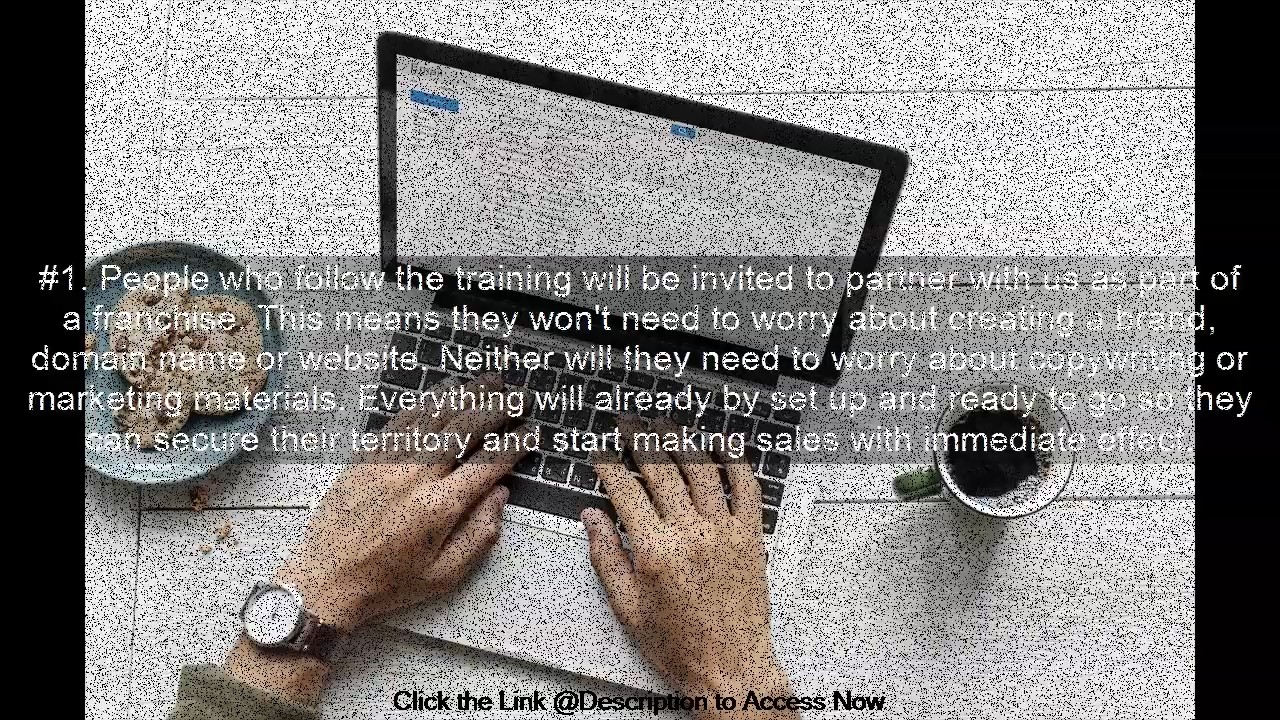 #1. People who follow the training will be invited to partner with us as part of
a franchise. This means they won't need to worry about creating a brand,
domain name or website. Neither will they need to worry about copywriting or
marketing materials. Everything will already by set up and ready to go so they
can secure their territory and start making sales with immediate effect.
Click the Link @Description to Access Now